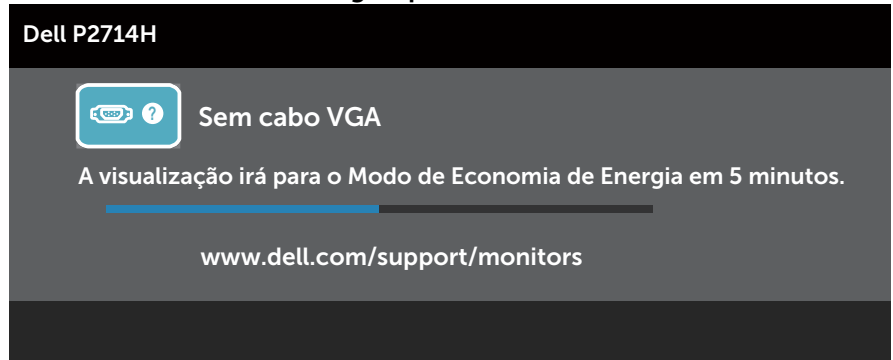 Dell P2714H
?
Sem cabo VGA
A visualização irá para o Modo de Economia de Energia em 5 minutos.
www.dell.com/support/monitors